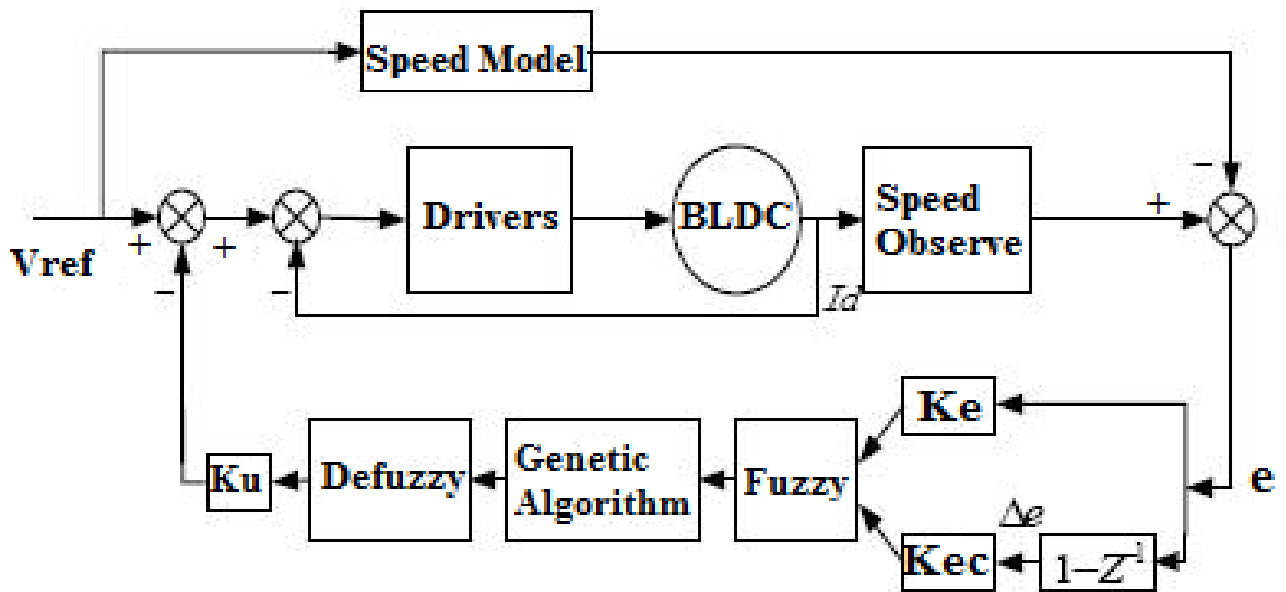 Speed Model
−
Drivers
BLDC
Speed
Observe
+
+
+
Vref
−
−
Id
Ke
Ku
Defuzzy
Genetic
Algorithm
Fuzzy
e
Δe
Kec
1−Z⁻¹